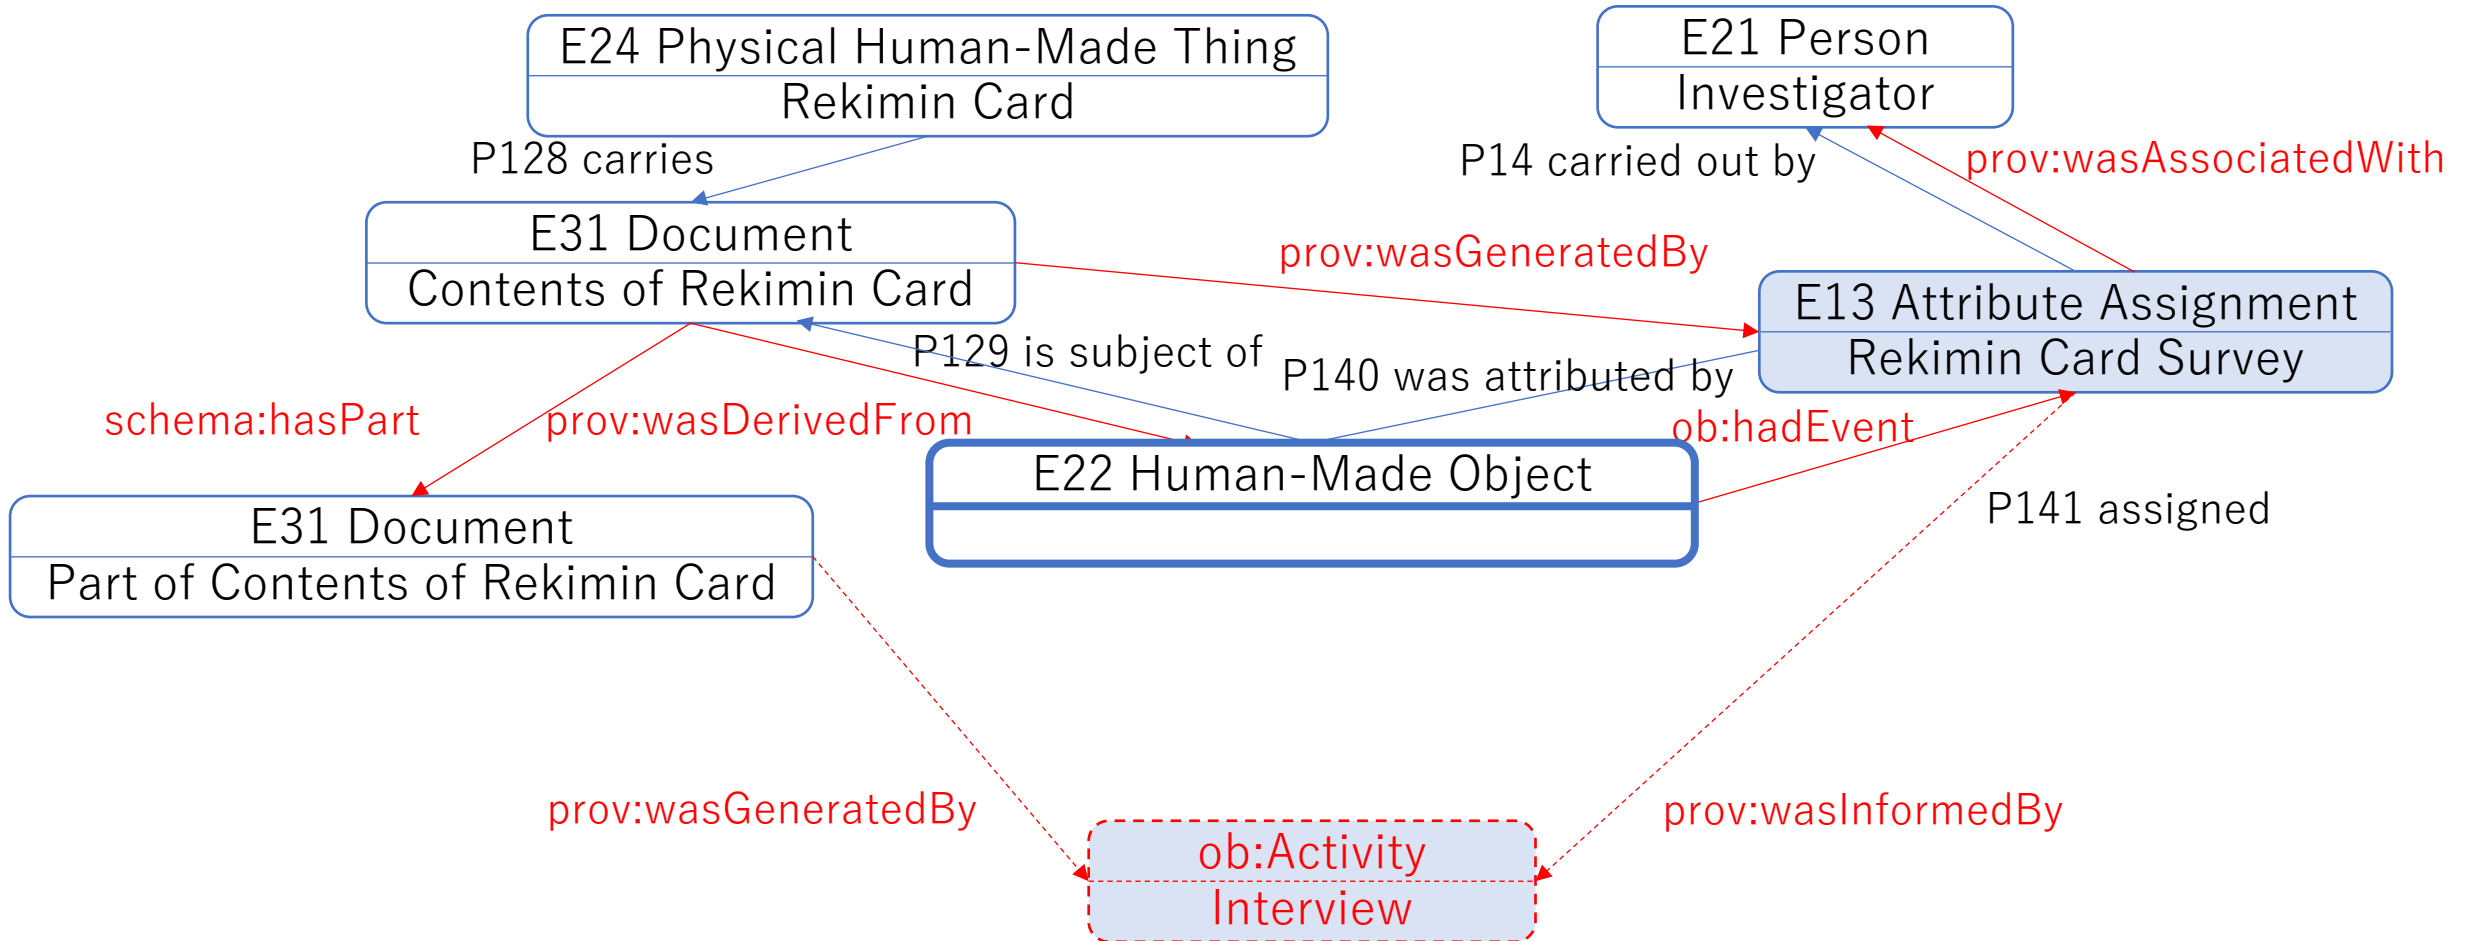 E24 Physical Human-Made Thing
Rekimin Card
E21 Person
Investigator
P128 carries
P14 carried out by
prov:wasAssociatedWith
E31 Document
Contents of Rekimin Card
prov:wasGeneratedBy
E13 Attribute Assignment
Rekimin Card Survey
P129 is subject of
P140 was attributed by
schema:hasPart
prov:wasDerivedFrom
ob:hadEvent
E22 Human-Made Object
P141 assigned
E31 Document
Part of Contents of Rekimin Card
prov:wasGeneratedBy
prov:wasInformedBy
ob:Activity
Interview